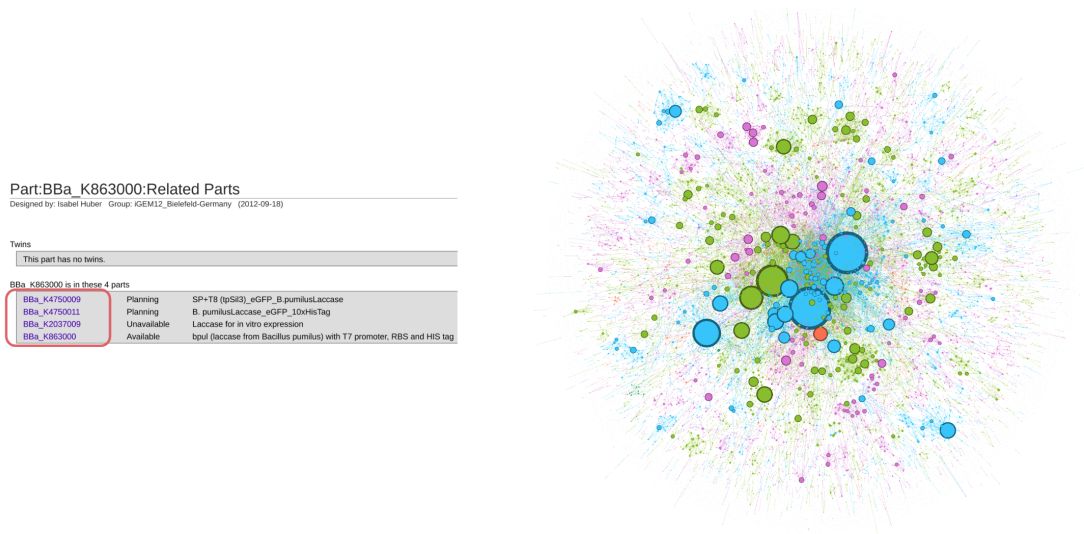 Part:BBa_K863000:Related Parts
Designed by: Isabel Huber Group: iGEM12_Bielefeld-Germany (2012-09-18)
Twins
This part has no twins.
BBa_K863000 is in these 4 parts
BBa_K4750009 Planning SP+T8 (tpSil3)_eGFP_B.pumilusLaccase
BBa_K4750011 Planning B. pumilusLaccase_eGFP_10xHisTag
BBa_K2037009 Unavailable Laccase for in vitro expression
BBa_K863000 Available bpul (laccase from Bacillus pumilus) with T7 promoter, RBS and HIS tag